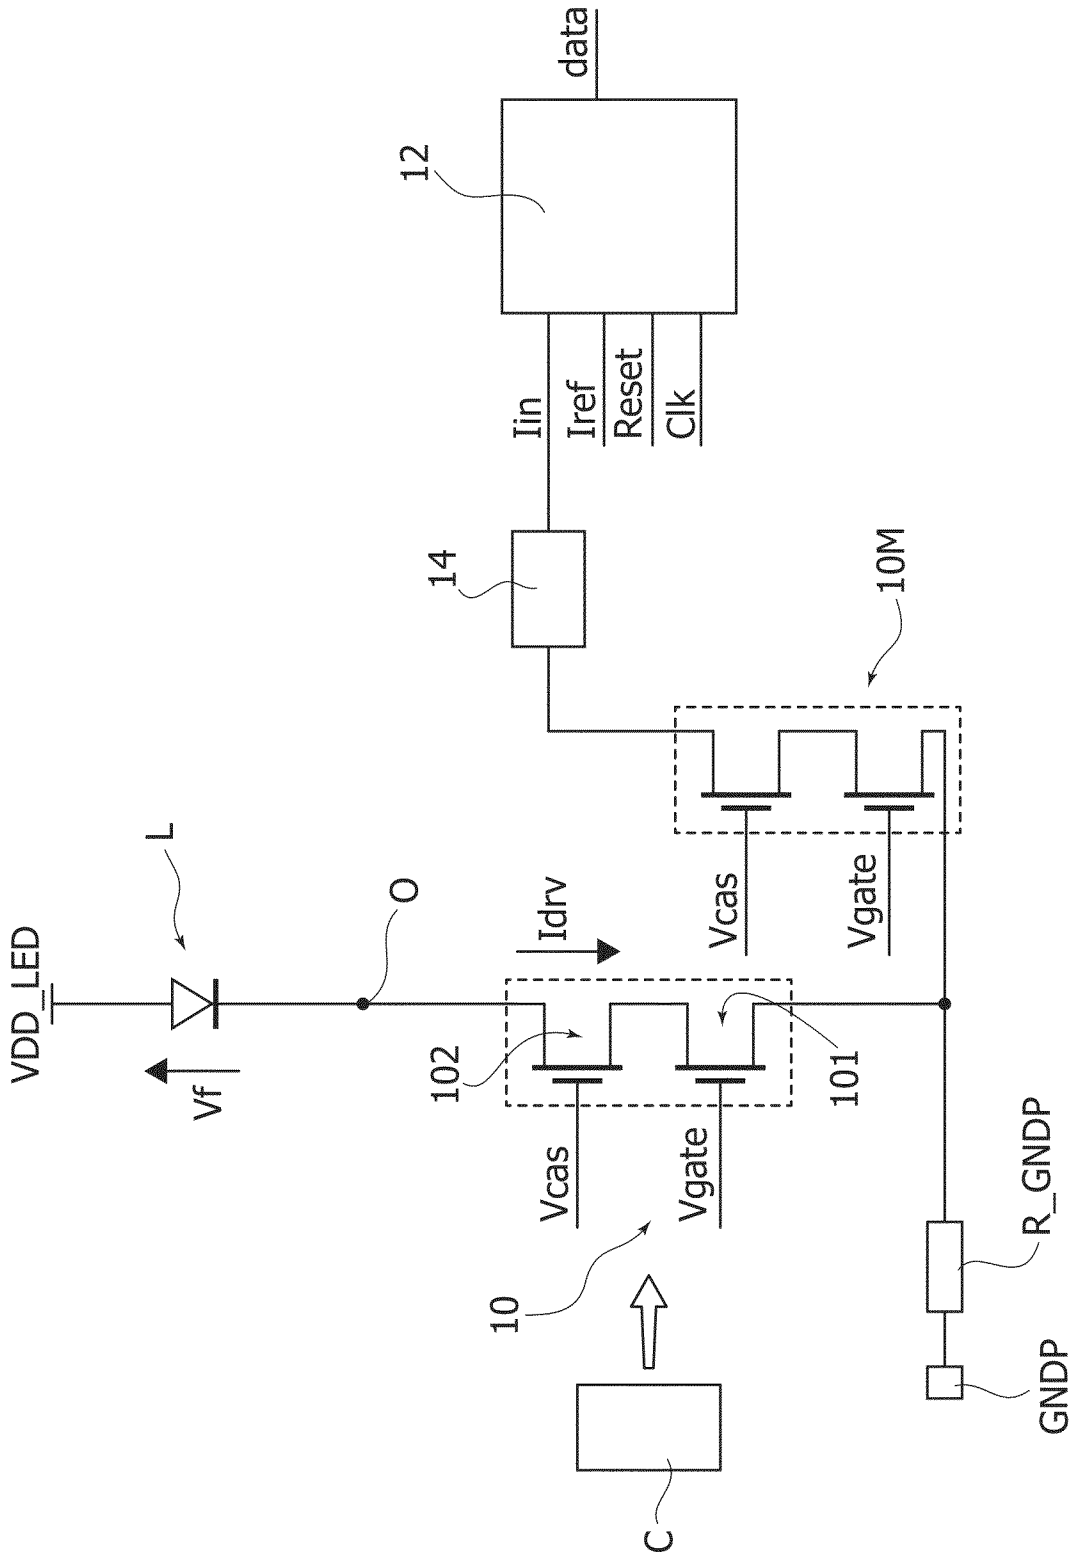 VDD_LED
Vf
L
O
Idrv
102
101
Vcas
Vgate
10
C
Vcas
Vgate
10M
14
12
Iin
Iref
Reset
Clk
data
R_GNDP
GNDP